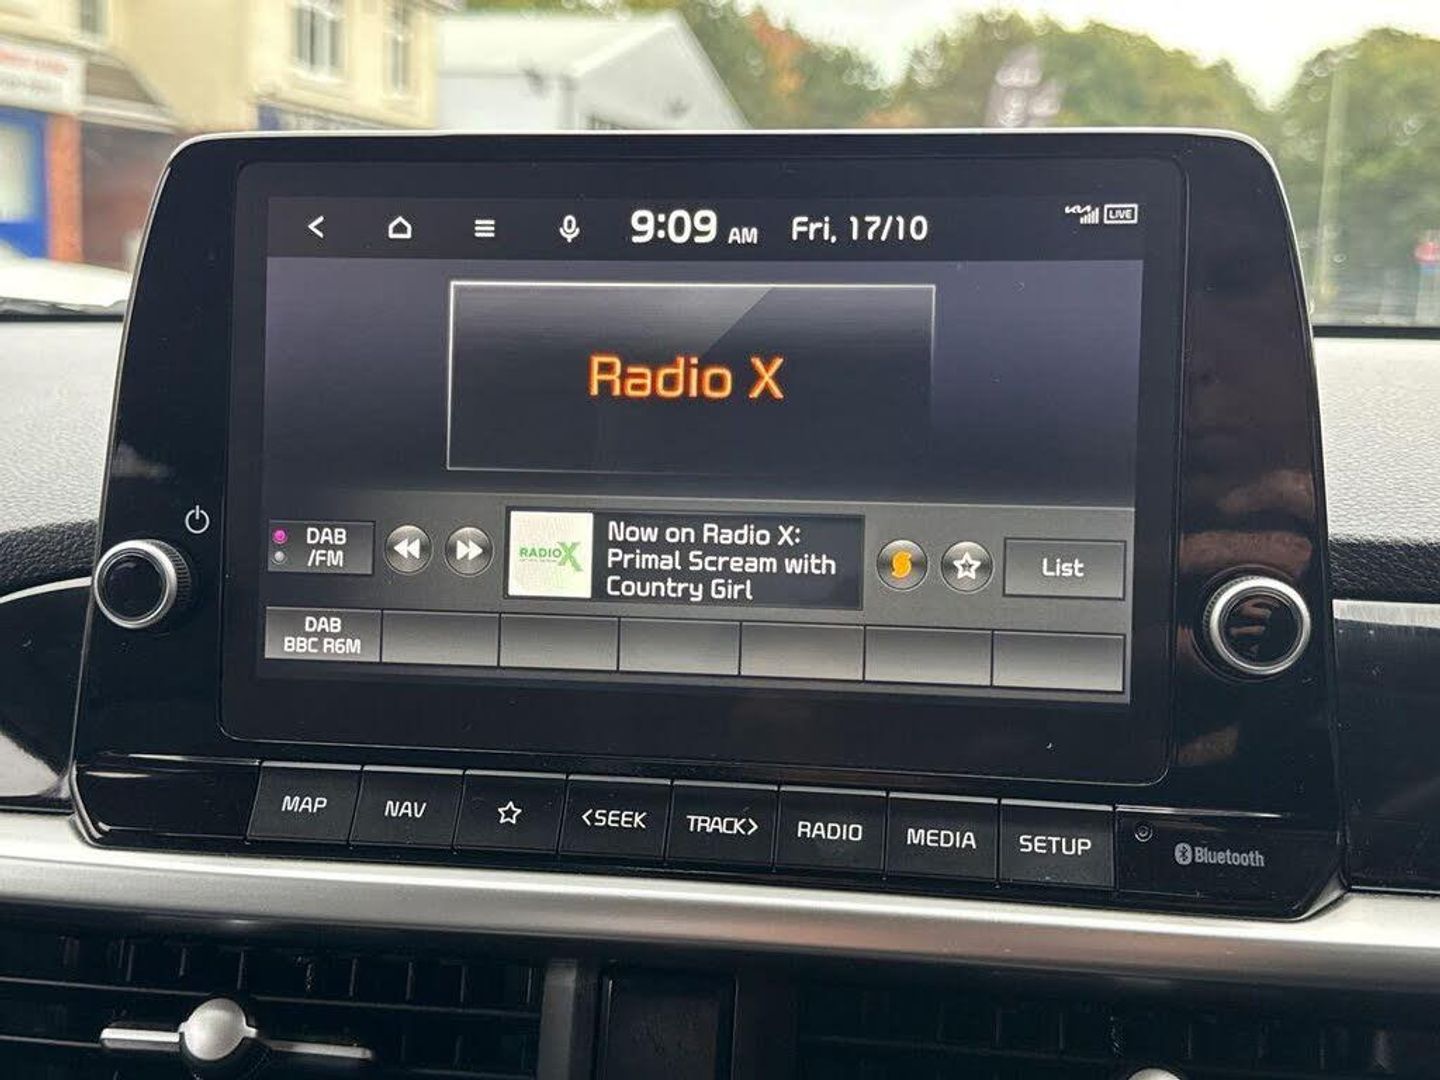 9:09 AM Fri, 17/10
LIVE
Radio X
DAB
/FM
RADIO X
Now on Radio X:
Primal Scream with
Country Girl
List
DAB
BBC R6M
MAP
NAV
<SEEK
TRACK>
RADIO
MEDIA
SETUP
Bluetooth